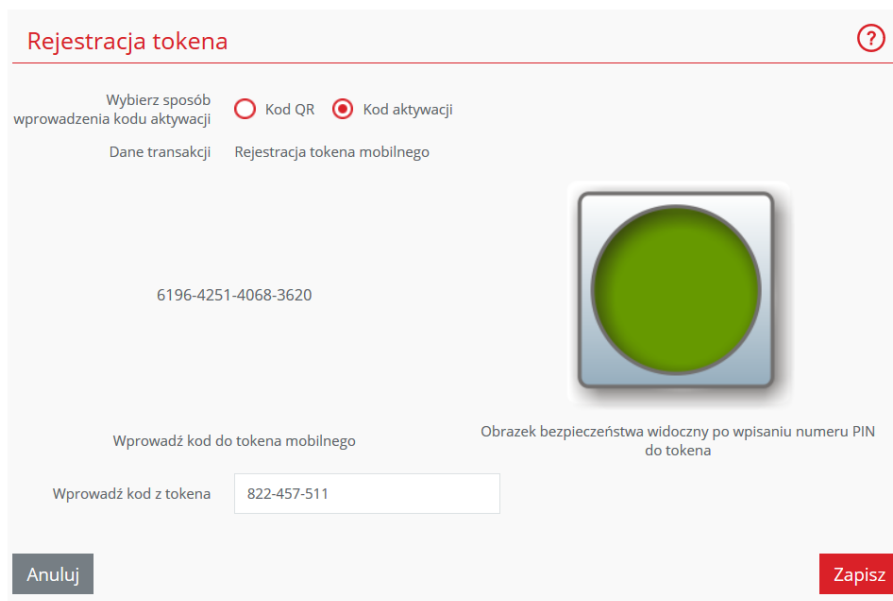 Rejestracja tokena
?
Wybierz sposób
wprowadzenia kodu aktywacji
Kod QR
Kod aktywacji
Dane transakcji
Rejestracja tokena mobilnego
6196-4251-4068-3620
Wprowadź kod do tokena mobilnego
Obrazek bezpieczeństwa widoczny po wpisaniu numeru PIN
do tokena
Wprowadź kod z tokena
822-457-511
Anuluj
Zapisz